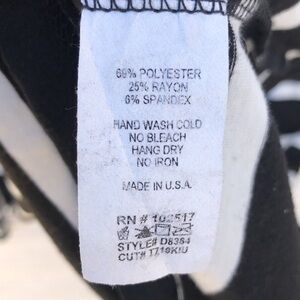 69% POLYESTER
25% RAYON
6% SPANDEX
HAND WASH COLD
NO BLEACH
HANG DRY
NO IRON
MADE IN U.S.A.
RN # 102517
STYLE# D8364
CUT#